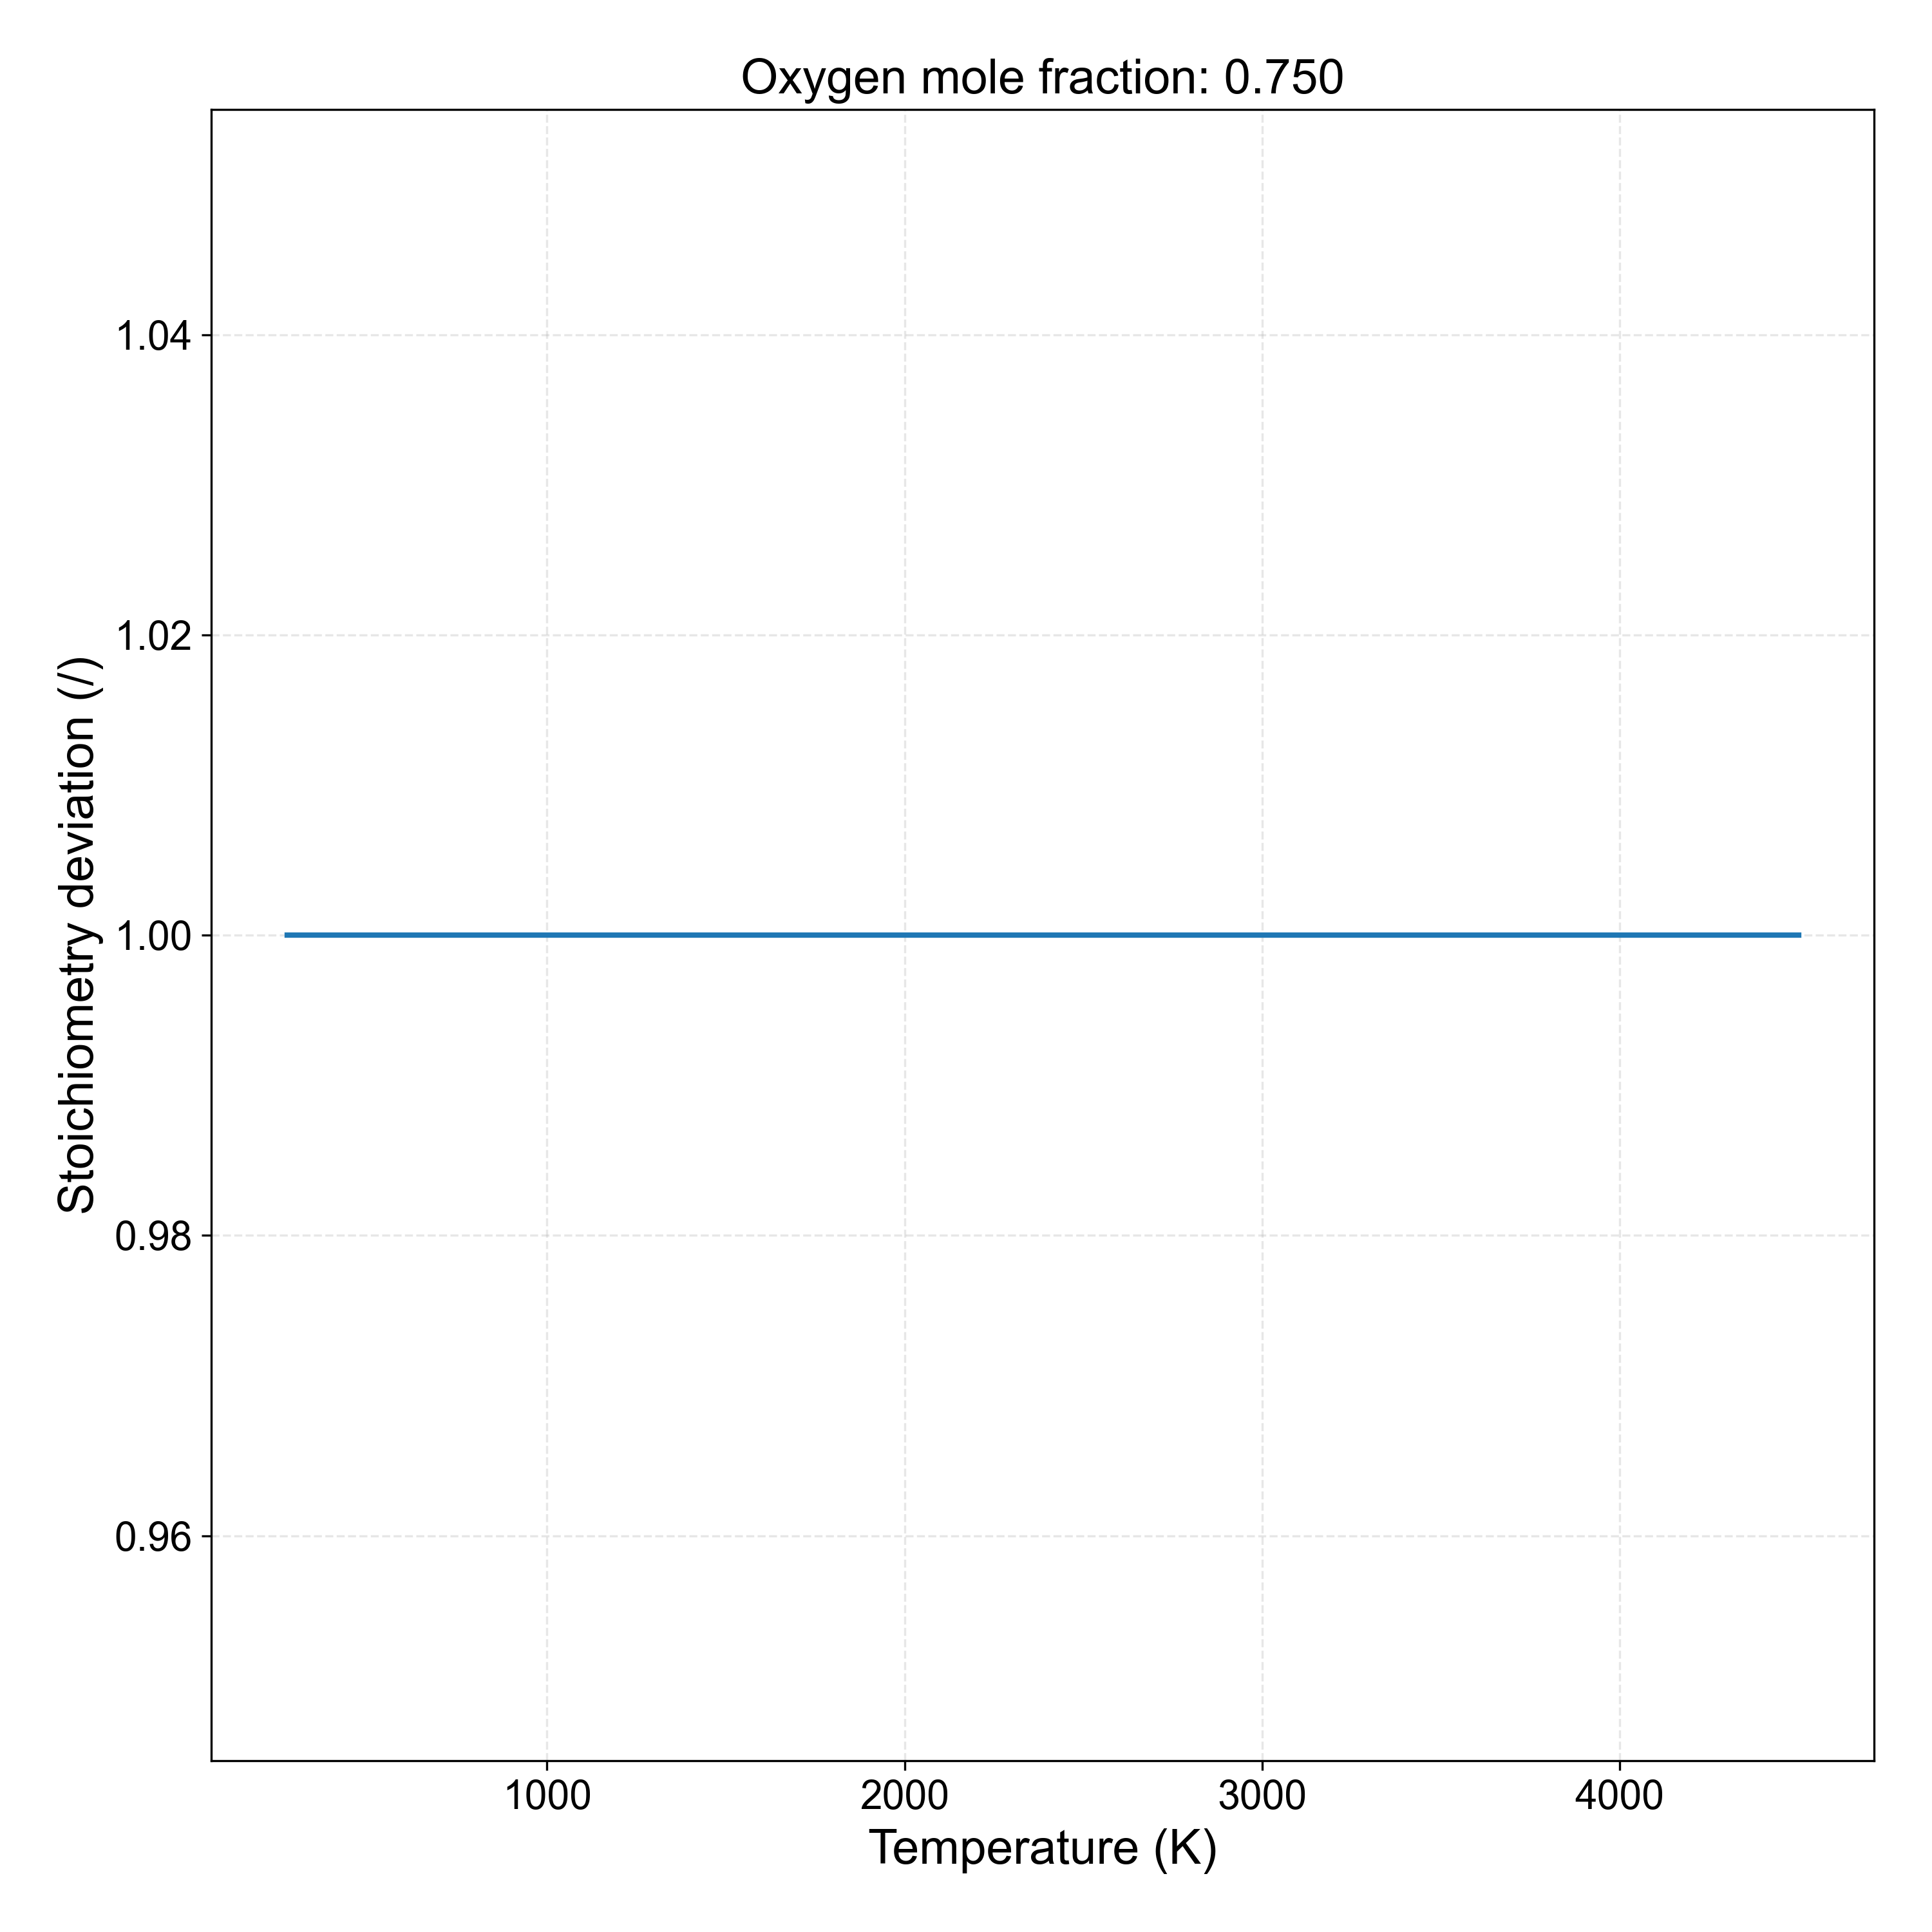 Oxygen mole fraction: 0.750
1.04
1.02
1.00
0.98
0.96
Stoichiometry deviation (/)
1000 2000 3000 4000
Temperature (K)